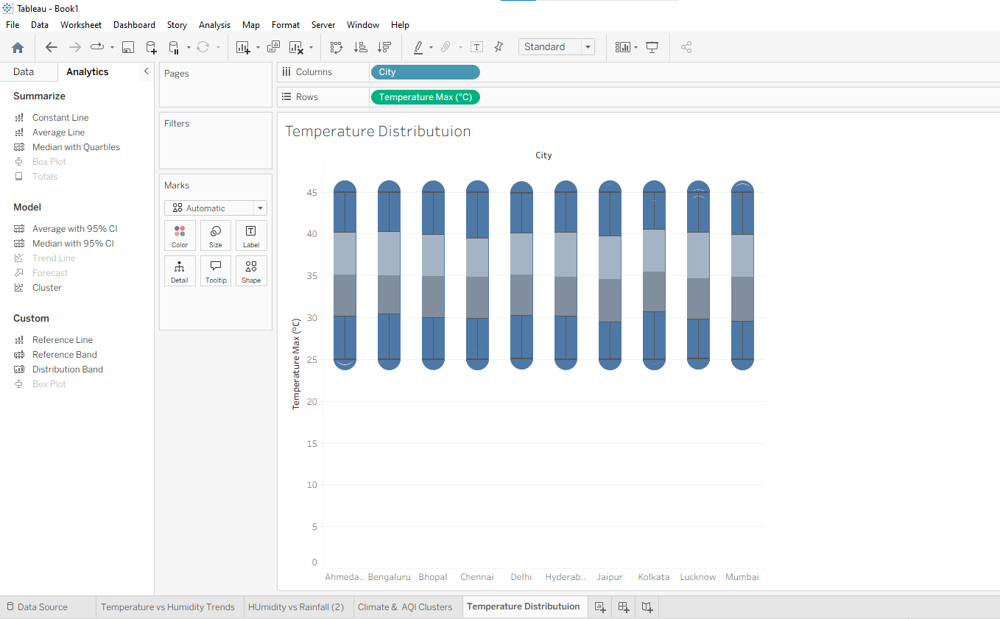 Tableau - Book1
File Data Worksheet Dashboard Story Analysis Map Format Server Window Help
Standard
Data Analytics
Summarize
Constant Line
Average Line
Median with Quartiles
Box Plot
Totals
Model
Average with 95% CI
Median with 95% CI
Trend Line
Forecast
Cluster
Custom
Reference Line
Reference Band
Distribution Band
Box Plot
Pages
Filters
Marks
Automatic
Color Size Label
Detail Tooltip Shape
Columns City
Rows Temperature Max (°C)
Temperature Distributuion
City
45
40
35
30
25
20
15
10
5
0
Temperature Max (°C)
Ahmeda.. Bengaluru Bhopal Chennai Delhi Hyderab.. Jaipur Kolkata Lucknow Mumbai
Data Source Temperature vs Humidity Trends HUmidity vs Rainfall (2) Climate & AQI Clusters Temperature Distributuion